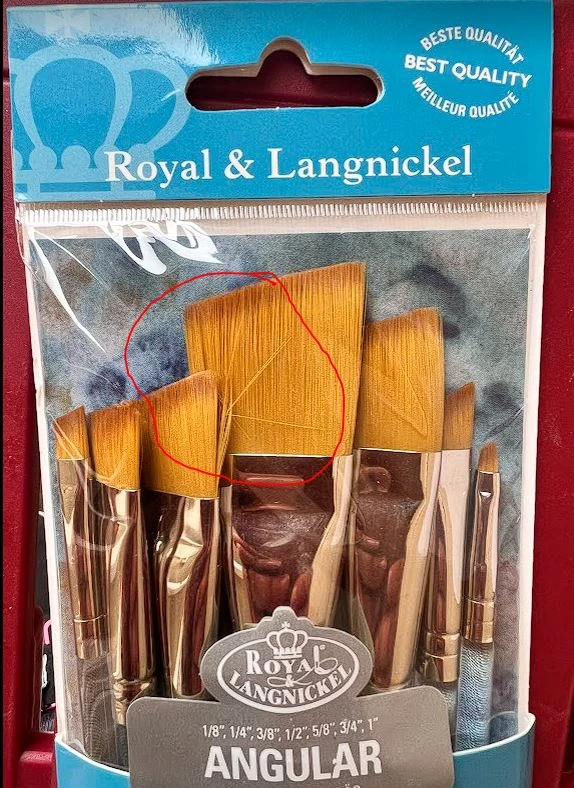 BESTE QUALITÄT
BEST QUALITY
MEILLEUR QUALITÉ
Royal & Langnickel
ROYAL &
LANGNICKEL
1/8", 1/4", 3/8", 1/2", 5/8", 3/4", 1"
ANGULAR